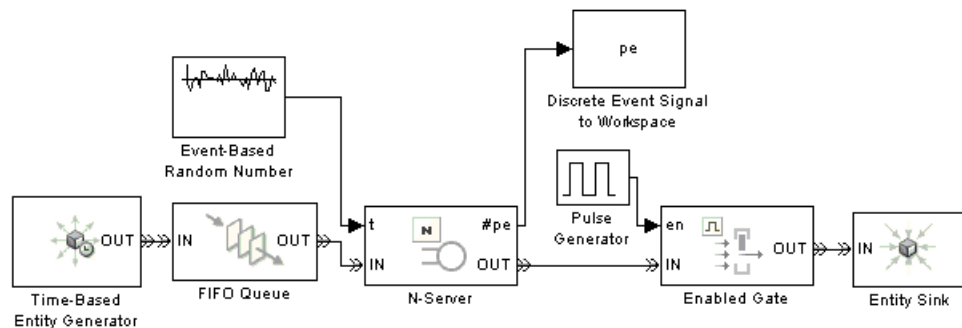 pe
Discrete Event Signal
to Workspace
Event-Based
Random Number
Pulse
Generator
OUT
Time-Based
Entity Generator
IN OUT
FIFO Queue
t
N
#pe
IN
OUT
N-Server
en
IN
OUT
Enabled Gate
IN
Entity Sink